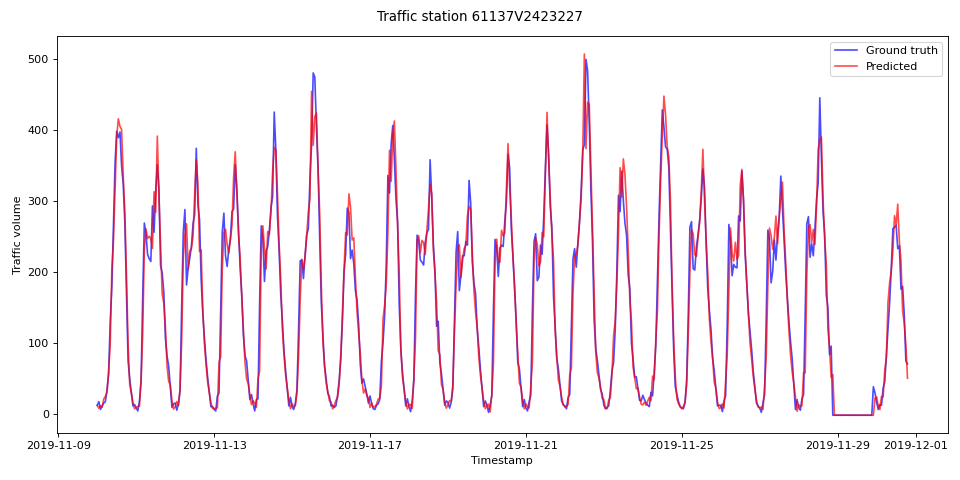 Traffic station 61137V2423227
Ground truth
Predicted
500
400
300
200
100
0
Traffic volume
2019-11-09
2019-11-13
2019-11-17
2019-11-21
2019-11-25
2019-11-29
2019-12-01
Timestamp